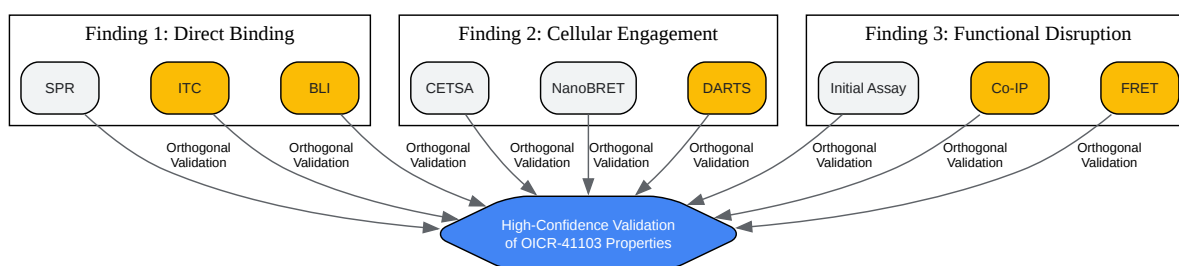 Finding 1: Direct Binding
Finding 2: Cellular Engagement
Finding 3: Functional Disruption
SPR
ITC
BLI
CETSA
NanoBRET
DARTS
Initial Assay
Co-IP
FRET
Orthogonal
Validation
Orthogonal
Validation
Orthogonal
Validation
Orthogonal
Validation
Orthogonal
Validation
Orthogonal
Validation
Orthogonal
Validation
Orthogonal
Validation
Orthogonal
Validation
High-Confidence Validation
of OICR-41103 Properties